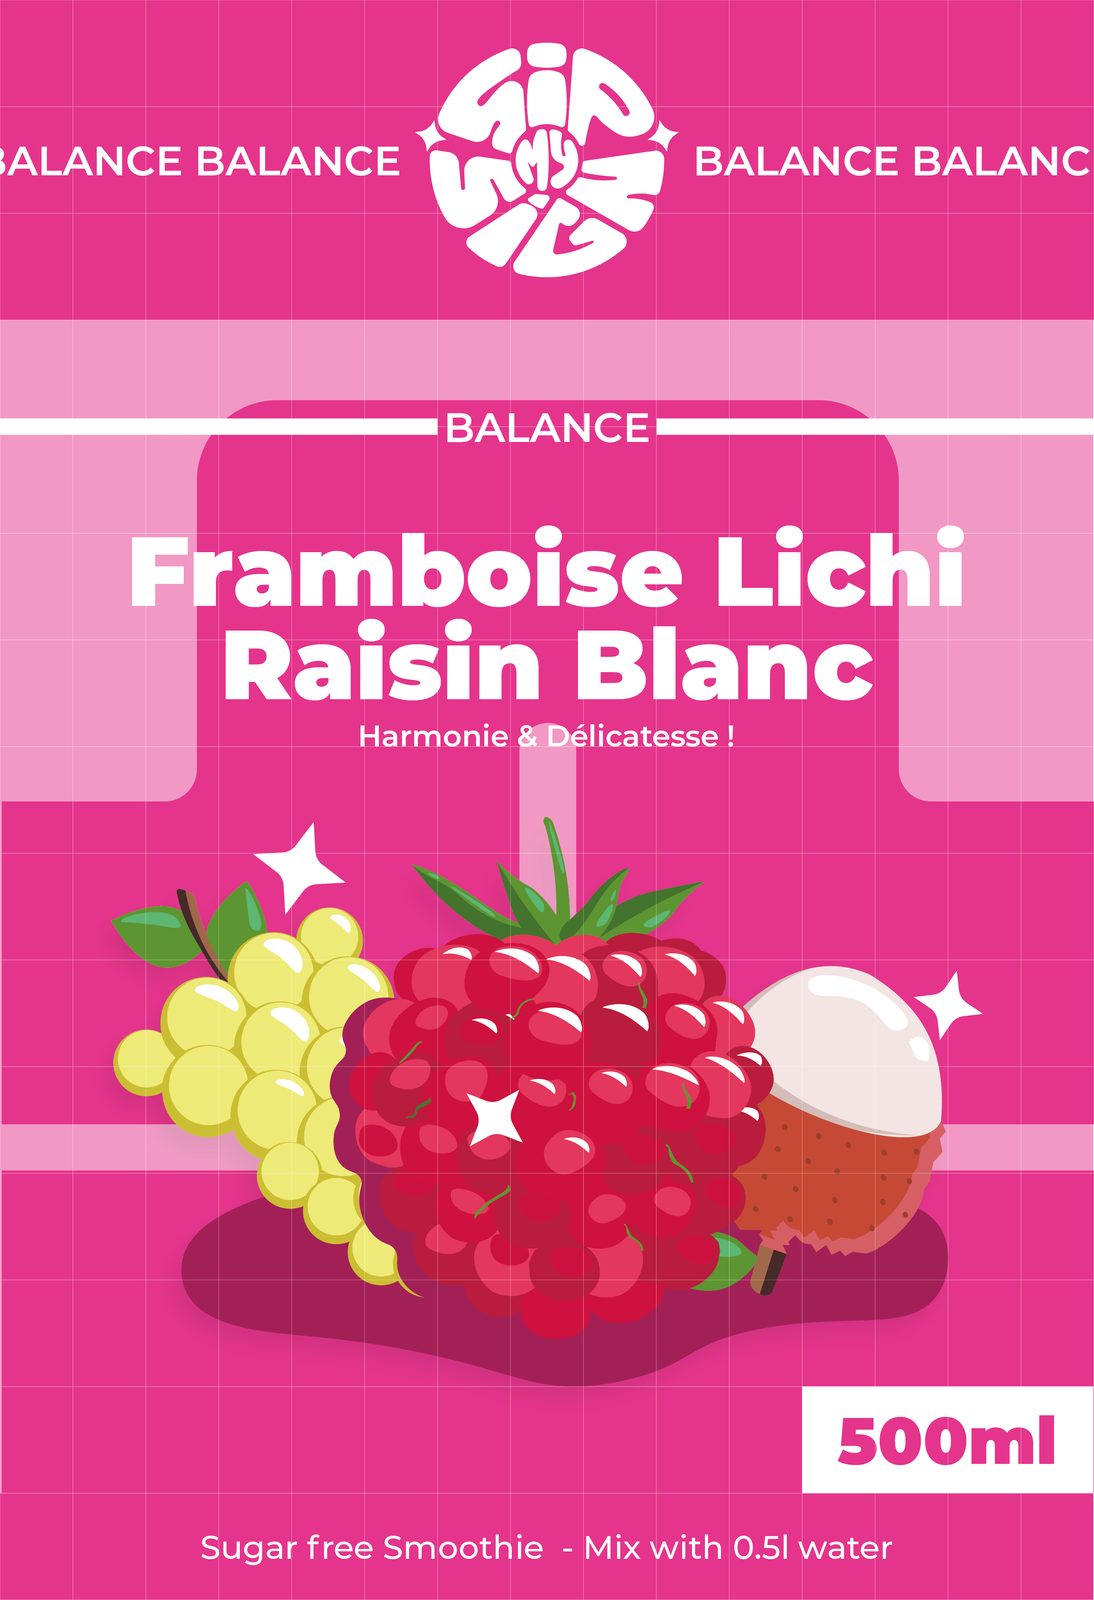 BALANCE BALANCE
SIP MY SIZNG
BALANCE BALANC
BALANCE
Framboise Lichi
Raisin Blanc
Harmonie & Délicatesse !
500ml
Sugar free Smoothie - Mix with 0.5l water